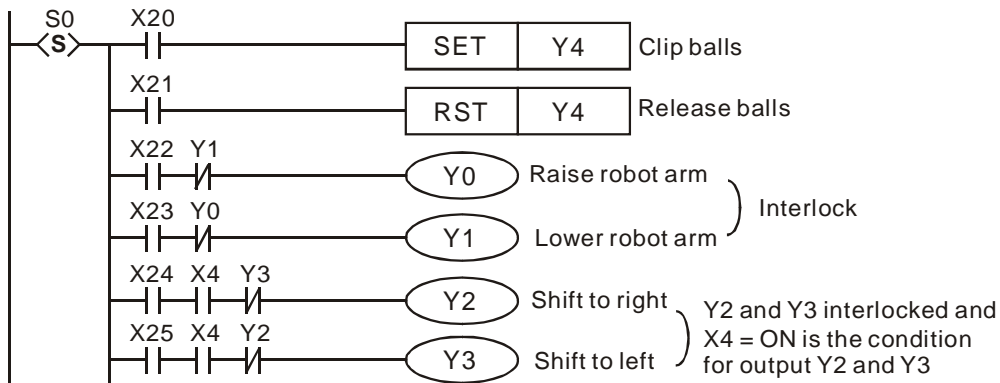 S0 X20
S SET Y4 Clip balls
X21
RST Y4 Release balls
X22 Y1
Y0 Raise robot arm
Interlock
X23 Y0
Y1 Lower robot arm
X24 X4 Y3
Y2 Shift to right
Y2 and Y3 interlocked and
X4 = ON is the condition
for output Y2 and Y3
X25 X4 Y2
Y3 Shift to left